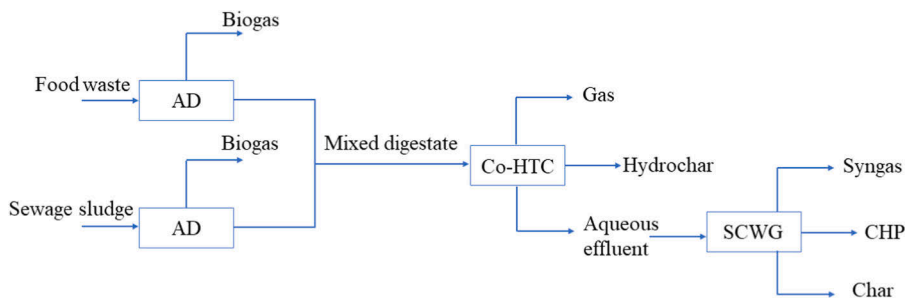 Biogas
Food waste
AD
Biogas
Sewage sludge
AD
Mixed digestate
Gas
Co-HTC
Hydrochar
Aqueous
effluent
Syngas
SCWG
CHP
Char